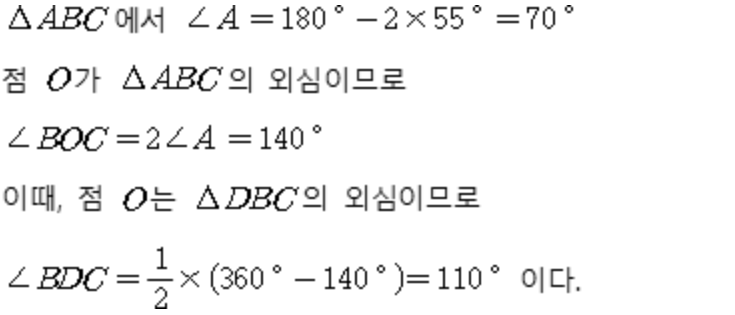 △ABC에서 ∠A=180°−2×55°=70°
점 O가 △ABC의 외심이므로
∠BOC=2∠A=140°
이때, 점 O는 △DBC의 외심이므로
∠BDC=1/2×(360°−140°)=110° 이다.